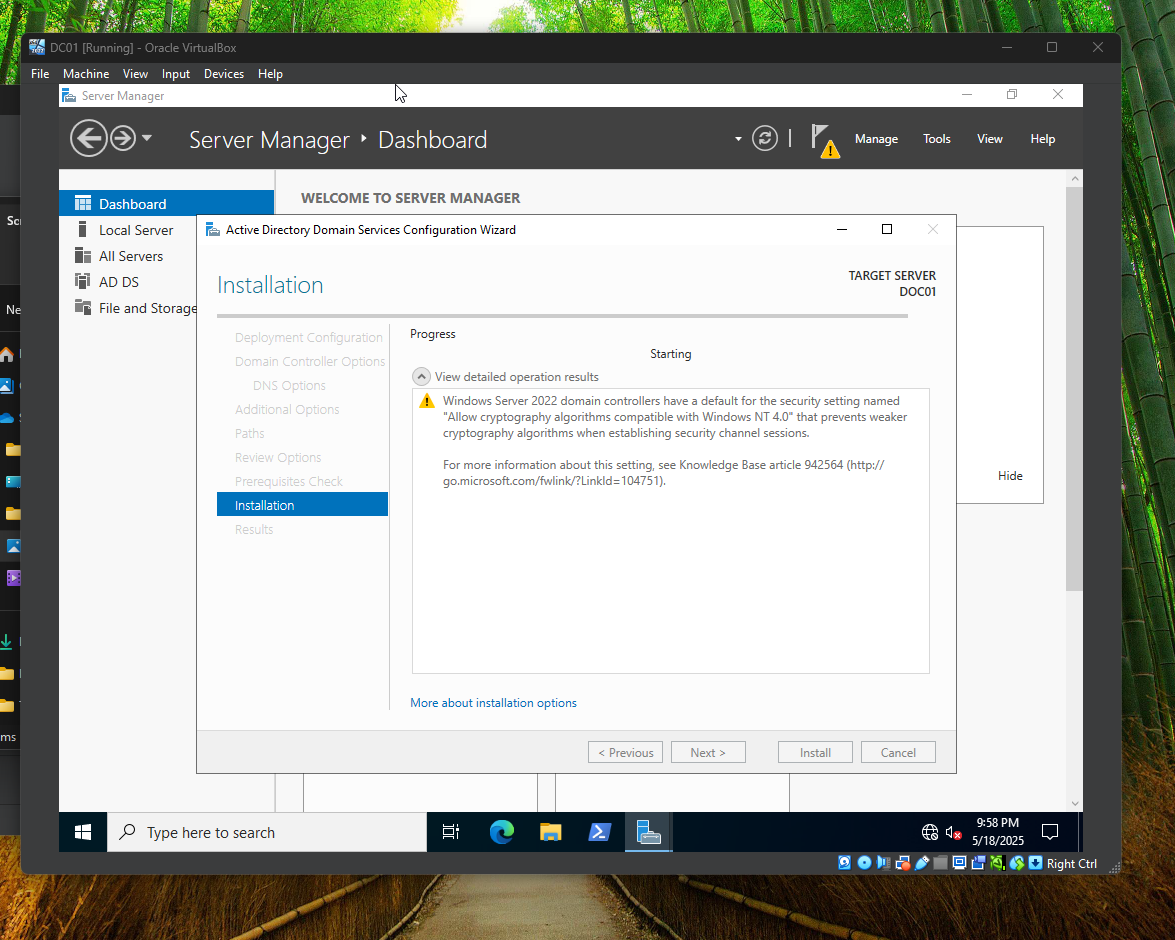 DC01 [Running] - Oracle VirtualBox
File Machine View Input Devices Help
Server Manager
Server Manager Dashboard
Manage Tools View Help
Dashboard
Local Server
All Servers
AD DS
File and Storage
WELCOME TO SERVER MANAGER
Active Directory Domain Services Configuration Wizard
Installation
TARGET SERVER
DOC01
Deployment Configuration
Domain Controller Options
DNS Options
Additional Options
Paths
Review Options
Prerequisites Check
Installation
Results
Progress
Starting
View detailed operation results
Windows Server 2022 domain controllers have a default for the security setting named
"Allow cryptography algorithms compatible with Windows NT 4.0" that prevents weaker
cryptography algorithms when establishing security channel sessions.
For more information about this setting, see Knowledge Base article 942564 (http://
go.microsoft.com/fwlink/?LinkId=104751).
More about installation options
< Previous Next > Install Cancel
Hide
Type here to search
9:58 PM
5/18/2025
Right Ctrl
Sc
Ne
ms